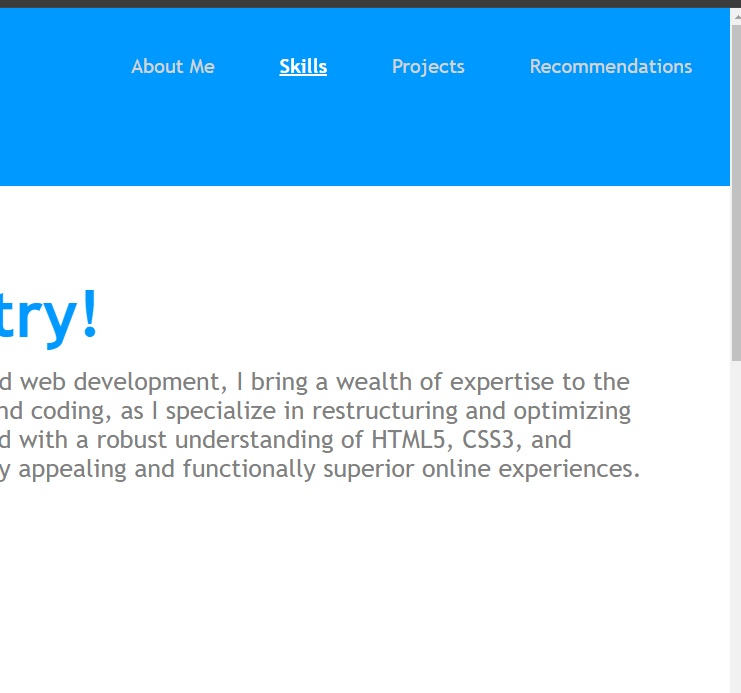 About Me Skills Projects Recommendations
try!
d web development, I bring a wealth of expertise to the
nd coding, as I specialize in restructuring and optimizing
d with a robust understanding of HTML5, CSS3, and
y appealing and functionally superior online experiences.